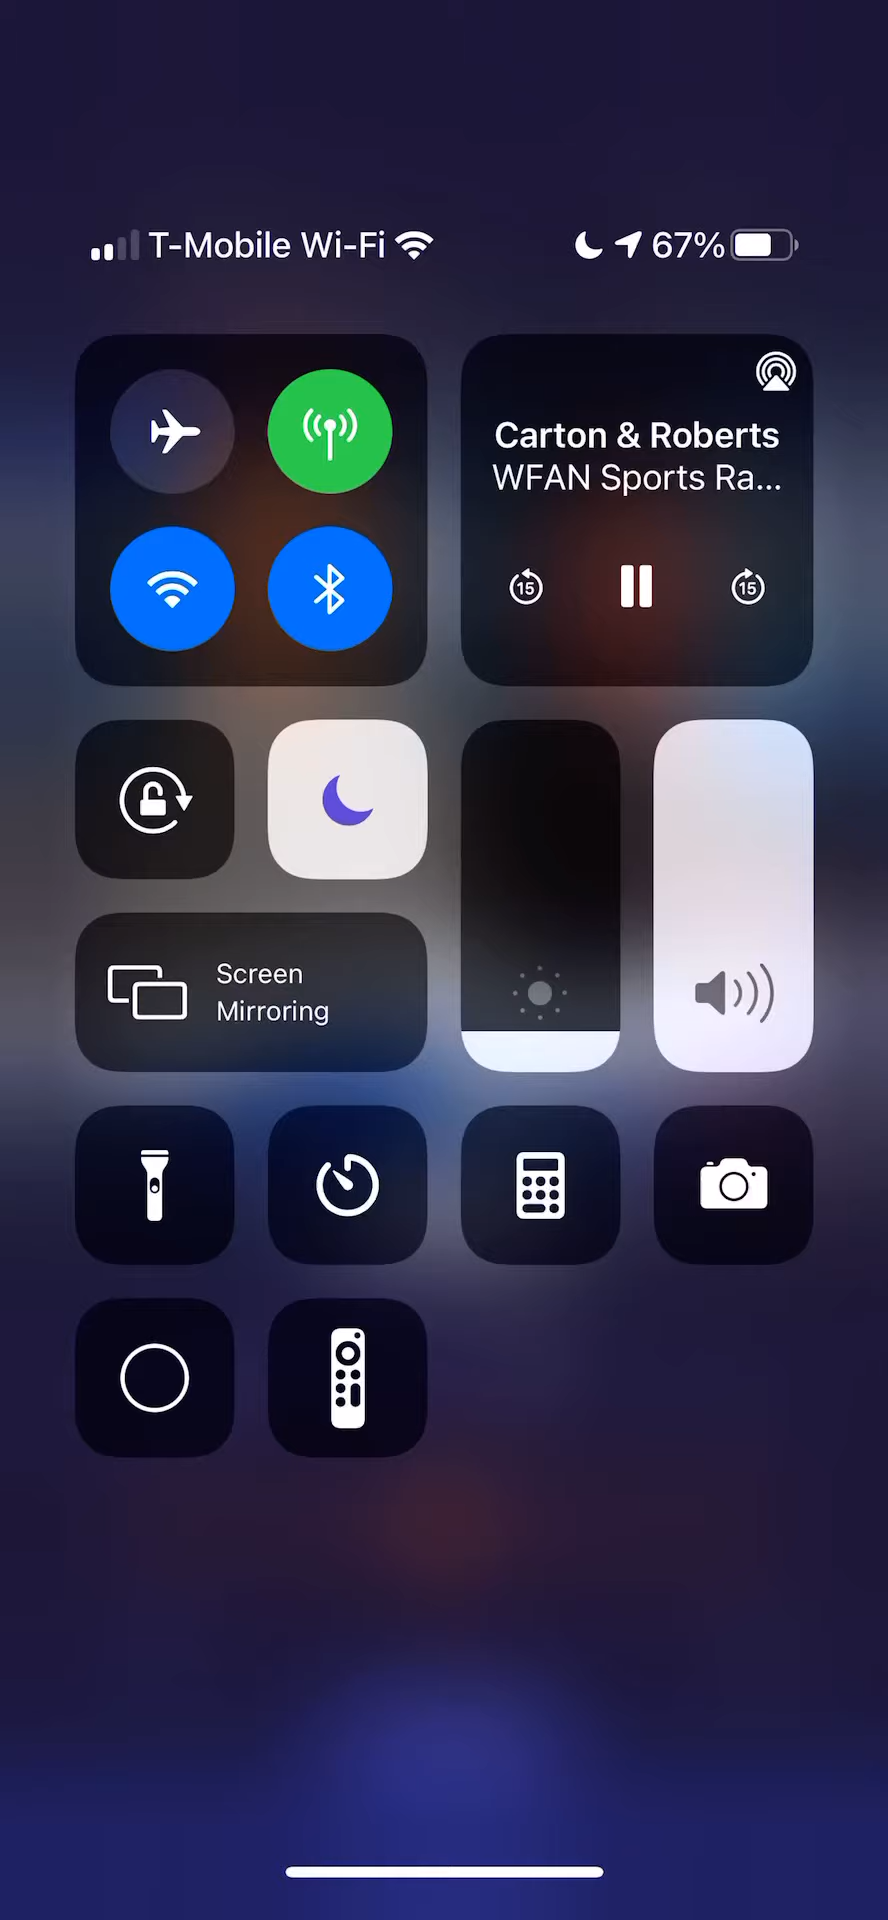 T-Mobile Wi-Fi 67%
Carton & Roberts
WFAN Sports Ra...
15 15
Screen
Mirroring